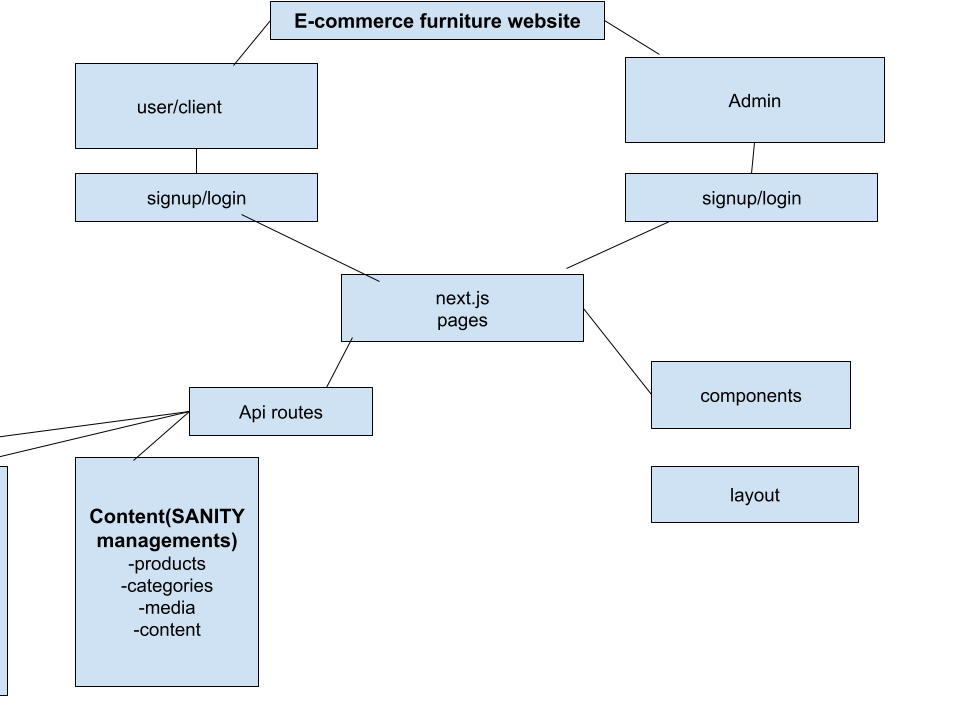 E-commerce furniture website
user/client
Admin
signup/login
signup/login
next.js
pages
components
Api routes
layout
Content(SANITY
managements)
-products
-categories
-media
-content